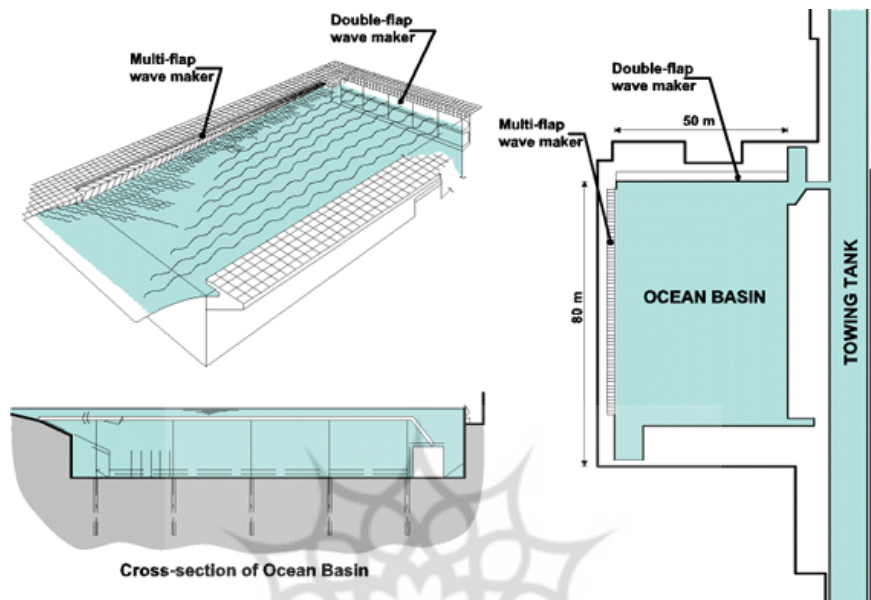 Double-flap
wave maker
Multi-flap
wave maker
Double-flap
wave maker
50 m
Multi-flap
wave maker
80 m
OCEAN BASIN
TOWING TANK
Cross-section of Ocean Basin